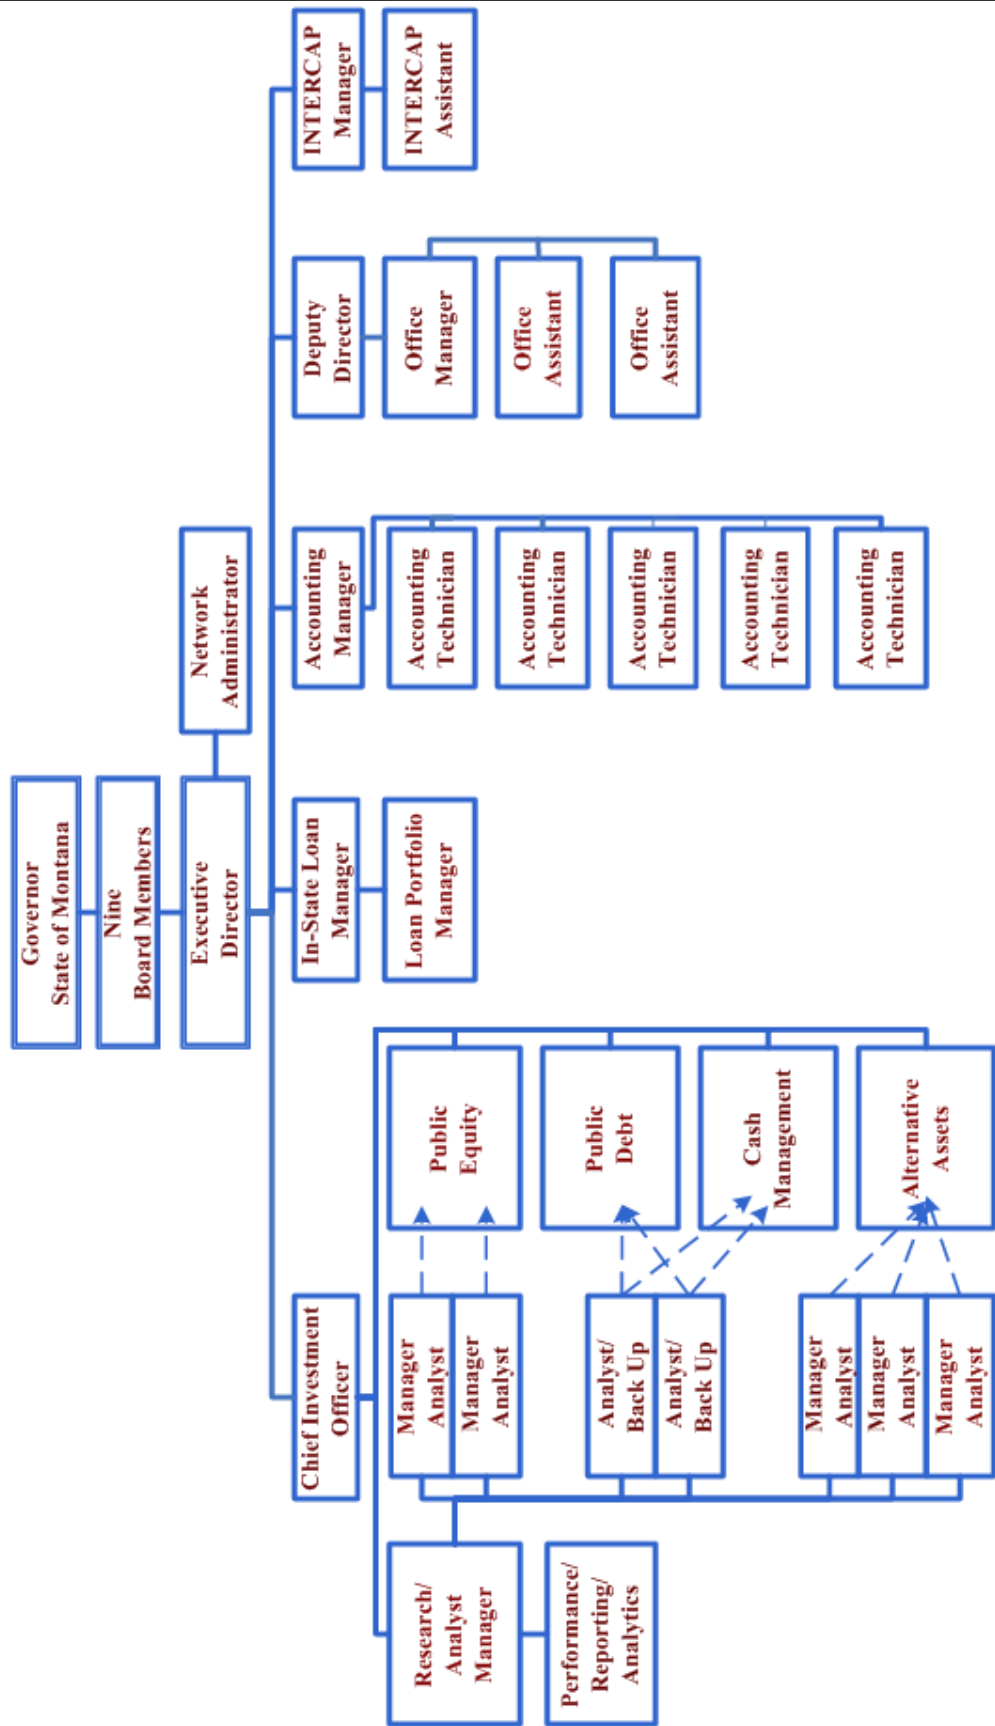 Governor
State of Montana
Nine
Board Members
Executive
Director
Network
Administrator
Chief Investment
Officer
In-State Loan
Manager
Accounting
Manager
Deputy
Director
INTERCAP
Manager
Research/
Analyst
Manager
Performance/
Reporting/
Analytics
Manager
Analyst
Manager
Analyst
Analyst/
Back Up
Analyst/
Back Up
Manager
Analyst
Manager
Analyst
Manager
Analyst
Public
Equity
Public
Debt
Cash
Management
Alternative
Assets
Loan Portfolio
Manager
Accounting
Technician
Accounting
Technician
Accounting
Technician
Accounting
Technician
Accounting
Technician
Office
Manager
Office
Assistant
Office
Assistant
INTERCAP
Assistant